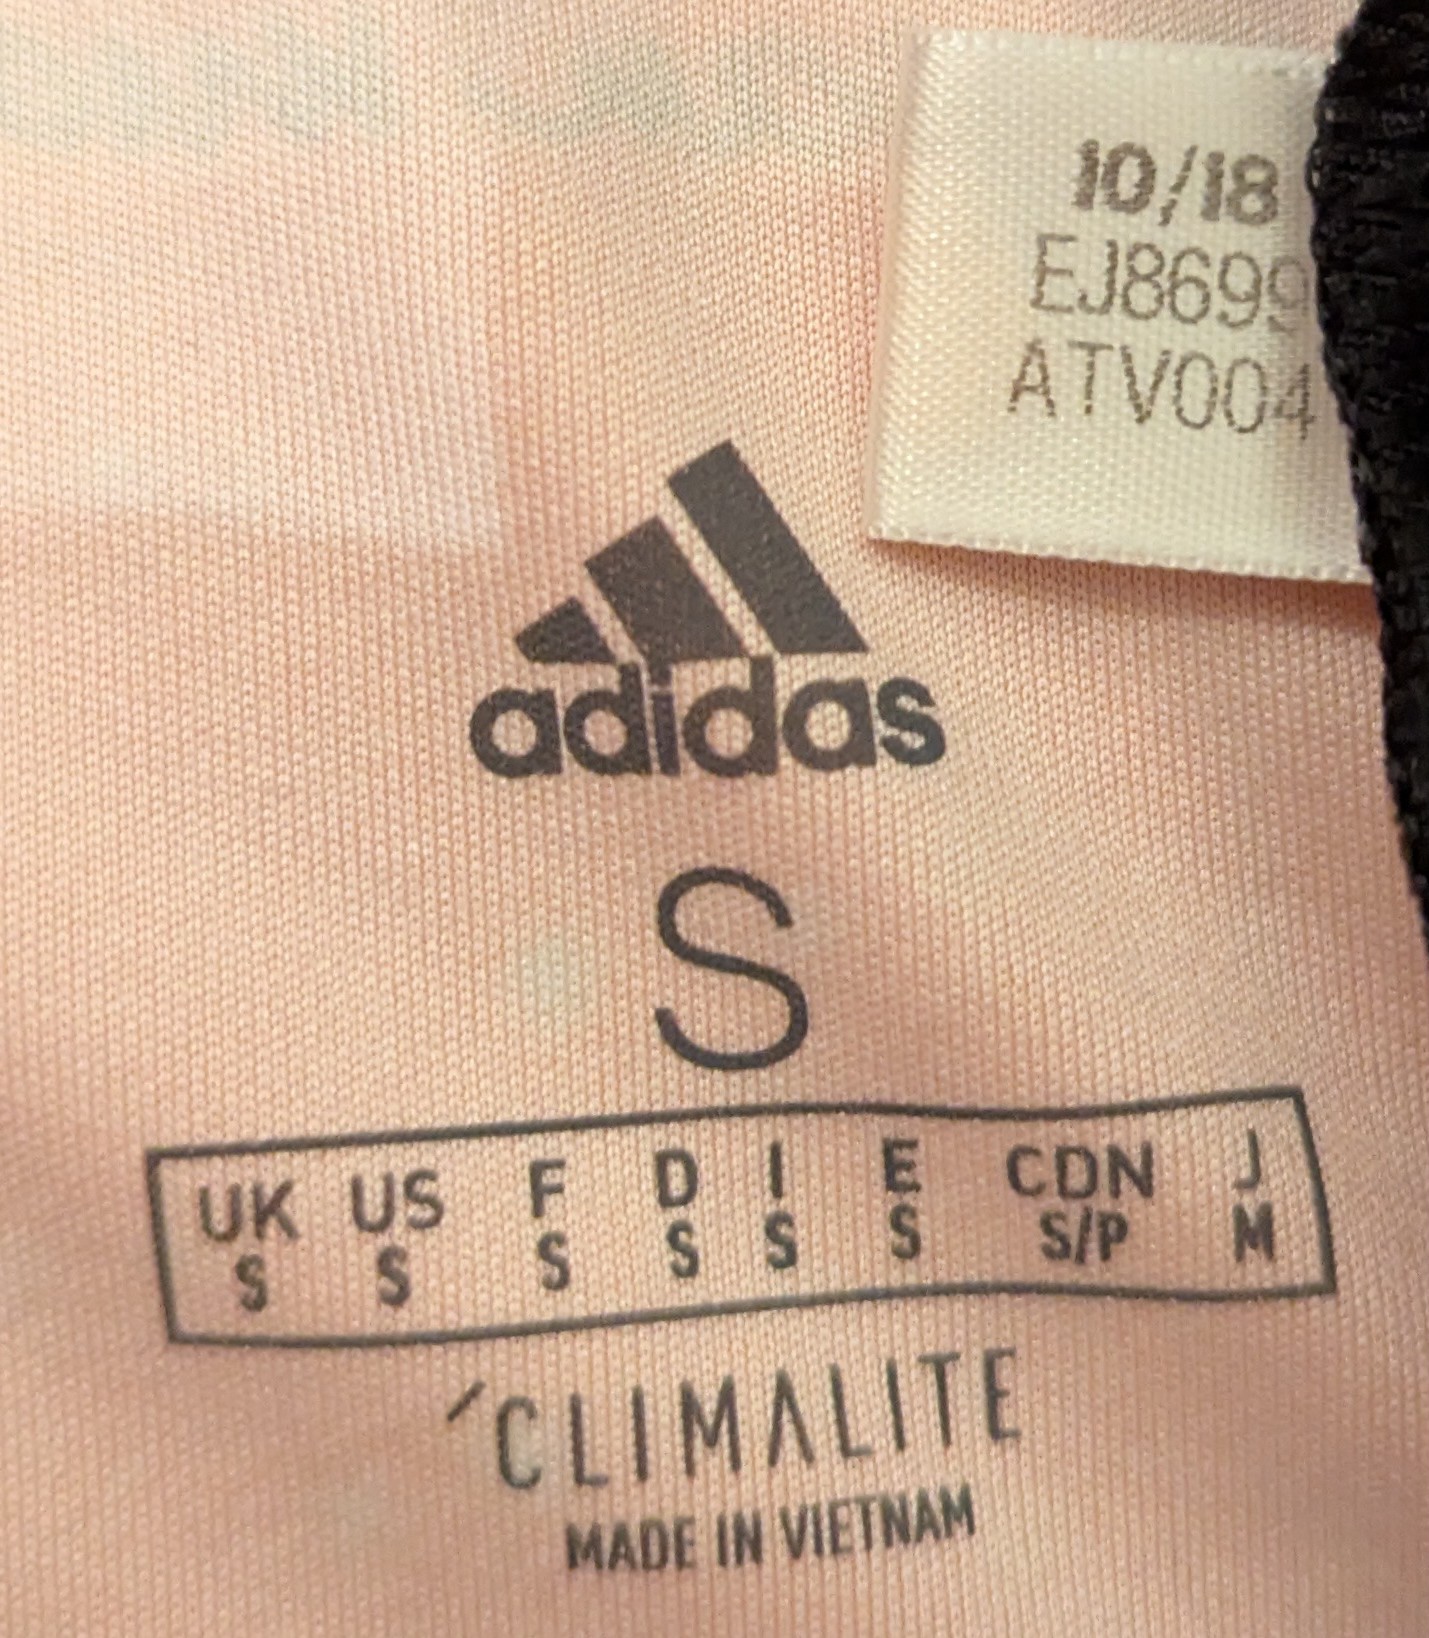 10/18
EJ8699
ATV004
adidas
S
UK US F D I E CDN J
S S S S S S S/P M
´CLIMALITE
MADE IN VIETNAM